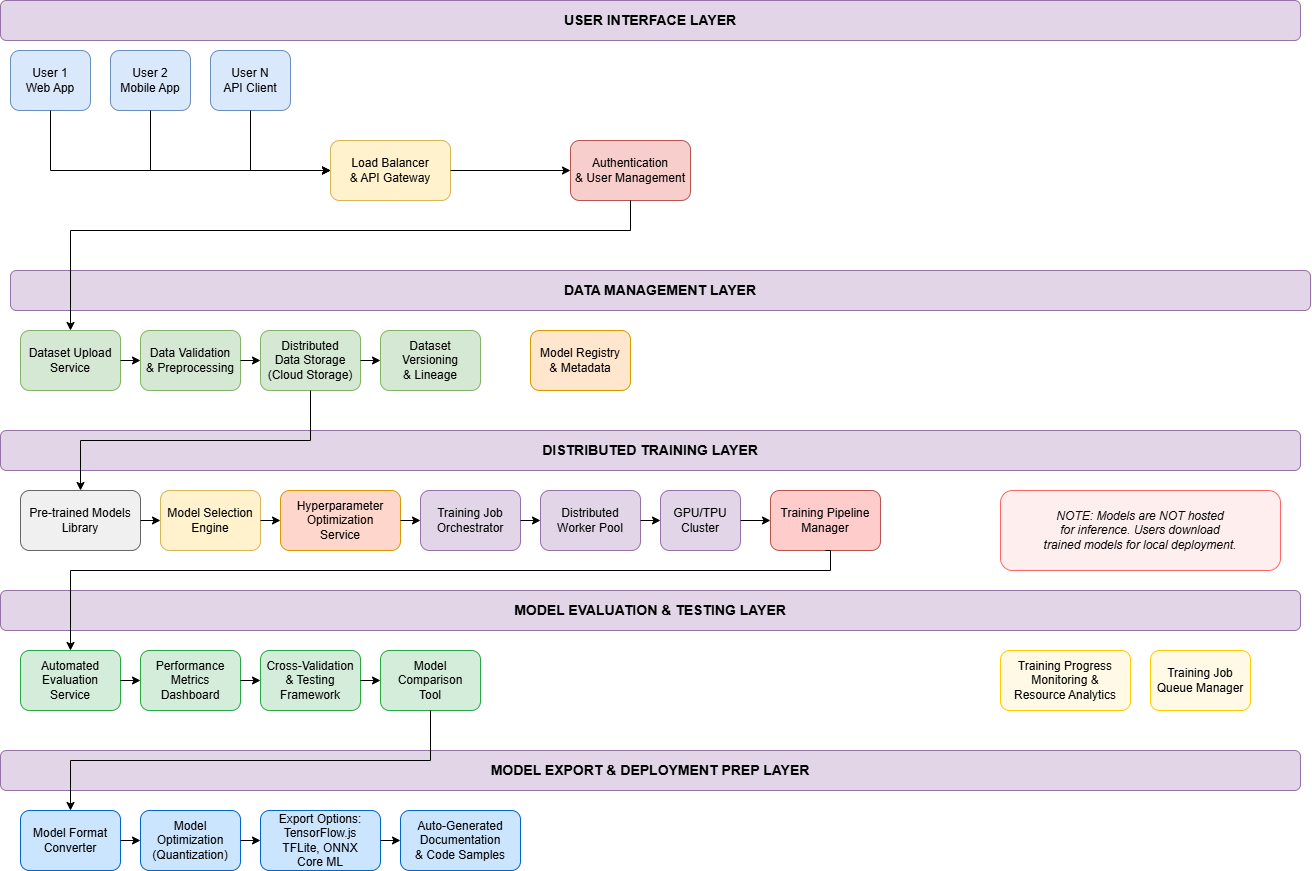 USER INTERFACE LAYER
User 1
Web App
User 2
Mobile App
User N
API Client
Load Balancer
& API Gateway
Authentication
& User Management
DATA MANAGEMENT LAYER
Dataset Upload
Service
Data Validation
& Preprocessing
Distributed
Data Storage
(Cloud Storage)
Dataset
Versioning
& Lineage
Model Registry
& Metadata
DISTRIBUTED TRAINING LAYER
Pre-trained Models
Library
Model Selection
Engine
Hyperparameter
Optimization
Service
Training Job
Orchestrator
Distributed
Worker Pool
GPU/TPU
Cluster
Training Pipeline
Manager
NOTE: Models are NOT hosted
for inference. Users download
trained models for local deployment.
MODEL EVALUATION & TESTING LAYER
Automated
Evaluation
Service
Performance
Metrics
Dashboard
Cross-Validation
& Testing
Framework
Model
Comparison
Tool
Training Progress
Monitoring &
Resource Analytics
Training Job
Queue Manager
MODEL EXPORT & DEPLOYMENT PREP LAYER
Model Format
Converter
Model
Optimization
(Quantization)
Export Options:
TensorFlow.js
TFLite, ONNX
Core ML
Auto-Generated
Documentation
& Code Samples